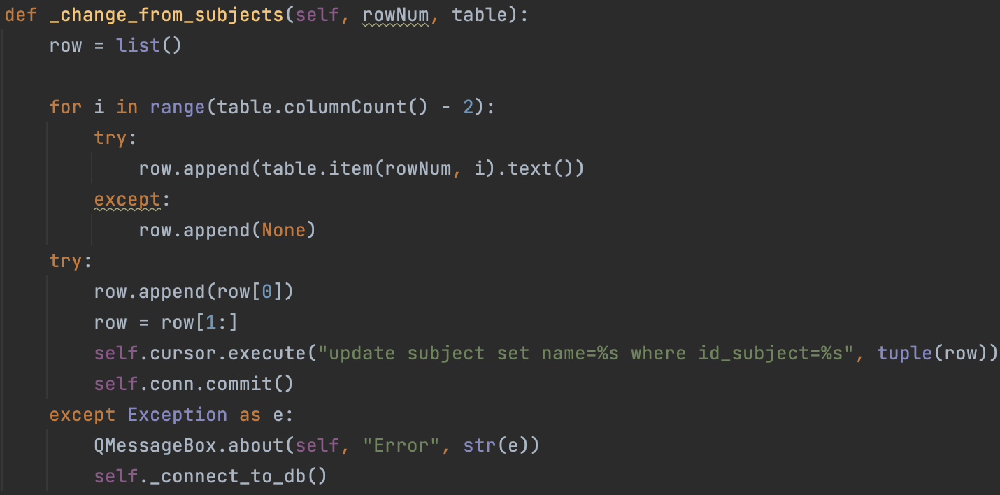 def _change_from_subjects(self, rowNum, table):
    row = list()

    for i in range(table.columnCount() - 2):
        try:
            row.append(table.item(rowNum, i).text())
        except:
            row.append(None)
    try:
        row.append(row[0])
        row = row[1:]
        self.cursor.execute("update subject set name=%s where id_subject=%s", tuple(row))
        self.conn.commit()
    except Exception as e:
        QMessageBox.about(self, "Error", str(e))
        self._connect_to_db()